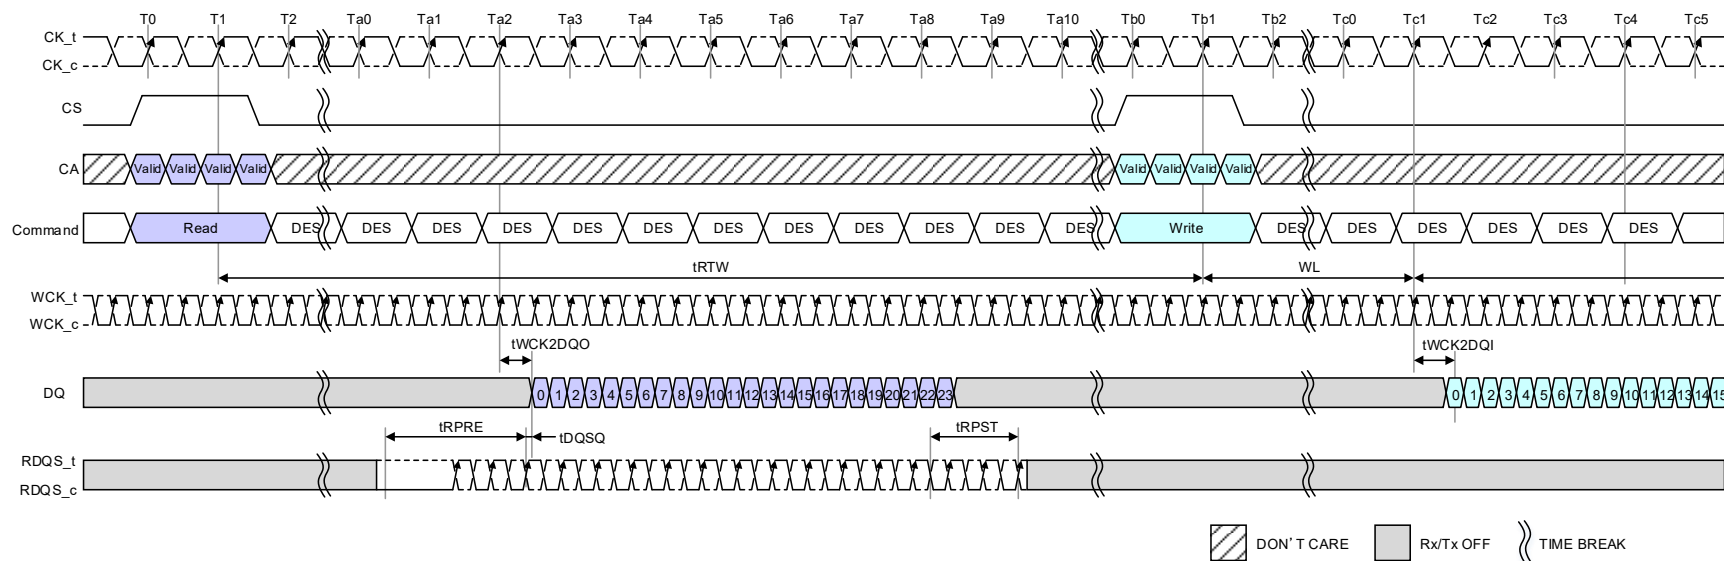 T0 T1 T2 Ta0 Ta1 Ta2 Ta3 Ta4 Ta5 Ta6 Ta7 Ta8 Ta9 Ta10 Tb0 Tb1 Tb2 Tc0 Tc1 Tc2 Tc3 Tc4 Tc5
CK_t
CK_c
CS
CA Valid Valid Valid Valid Valid Valid Valid Valid
Command Read DES DES DES DES DES DES DES DES DES DES DES DES Write DES DES DES DES DES DES
tRTW WL
WCK_t
WCK_c
tWCK2DQO tWCK2DQI
DQ 0 1 2 3 4 5 6 7 8 9 10 11 12 13 14 15 16 17 18 19 20 21 22 23 0 1 2 3 4 5 6 7 8 9 10 11 12 13 14 15
tRPRE tDQSQ tRPST
RDQS_t
RDQS_c
DON'T CARE Rx/Tx OFF TIME BREAK